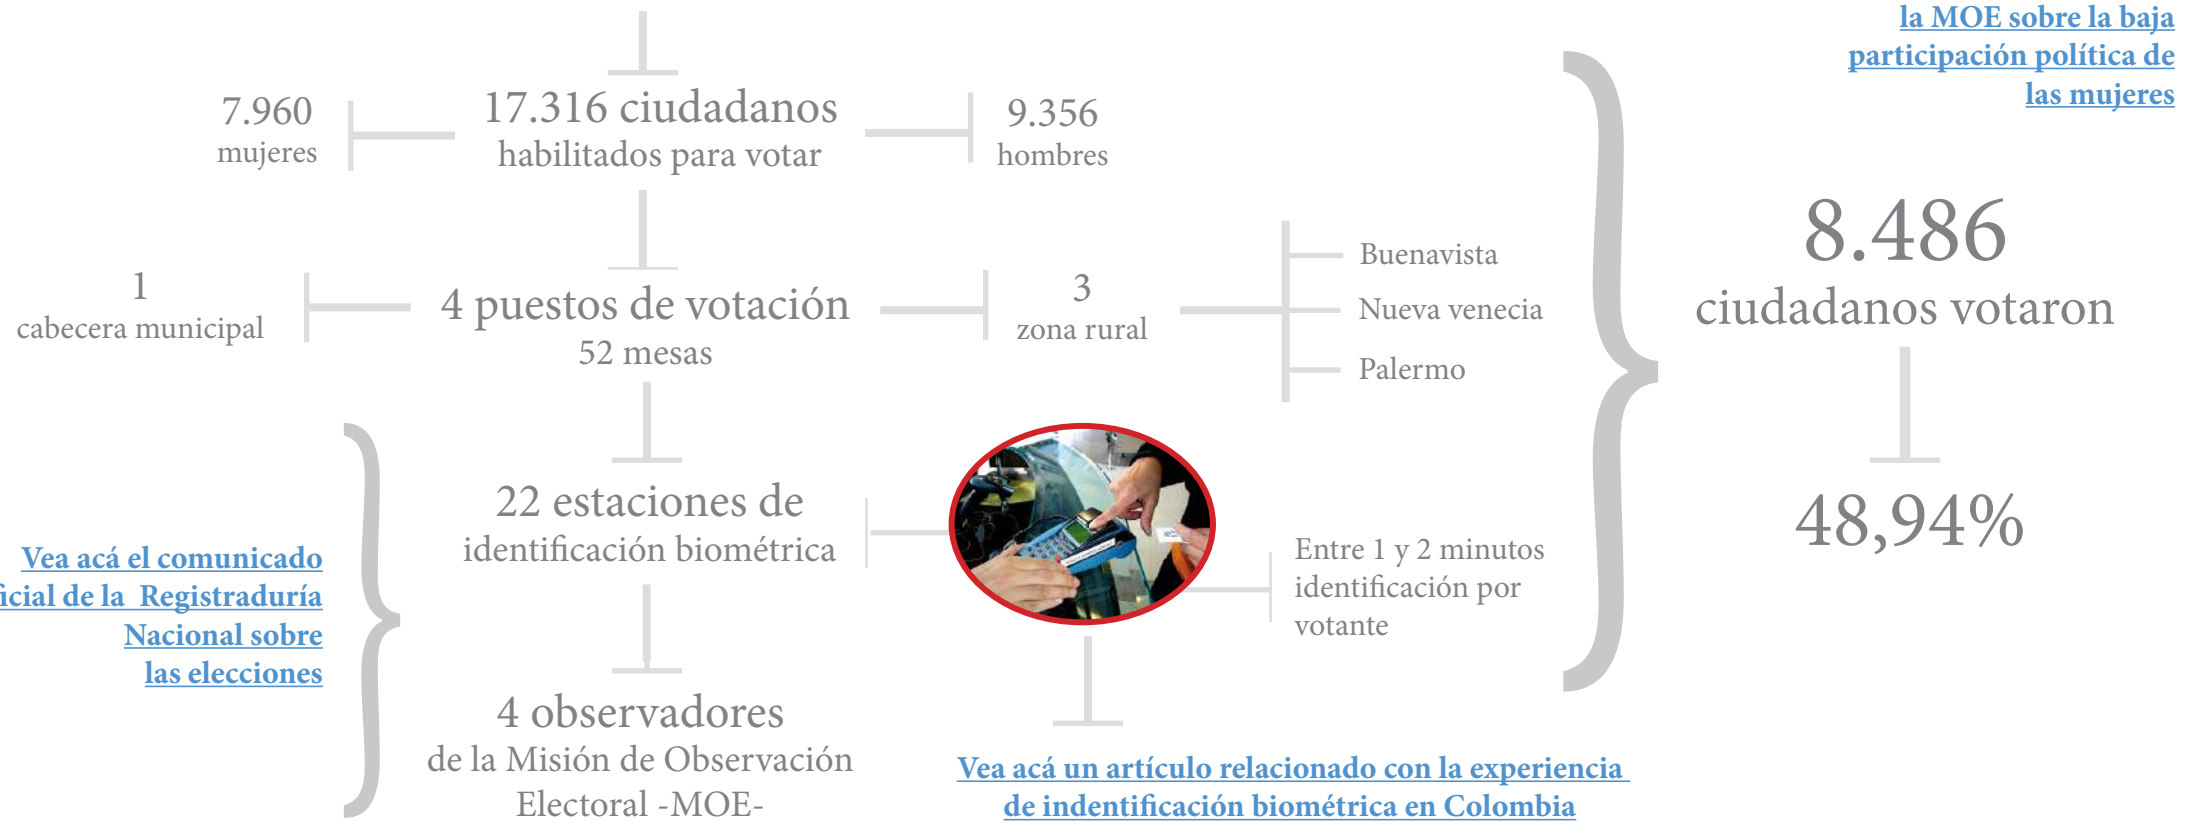 la MOE sobre la baja
participación política de
las mujeres
7.960
mujeres
17.316 ciudadanos
habilitados para votar
9.356
hombres
1
cabecera municipal
4 puestos de votación
52 mesas
3
zona rural
Buenavista
Nueva venecia
Palermo
8.486
ciudadanos votaron
48,94%
22 estaciones de
identificación biométrica
Entre 1 y 2 minutos
identificación por
votante
Vea acá el comunicado
icial de la Registraduría
Nacional sobre
las elecciones
4 observadores
de la Misión de Observación
Electoral -MOE-
Vea acá un artículo relacionado con la experiencia
de indentificación biométrica en Colombia